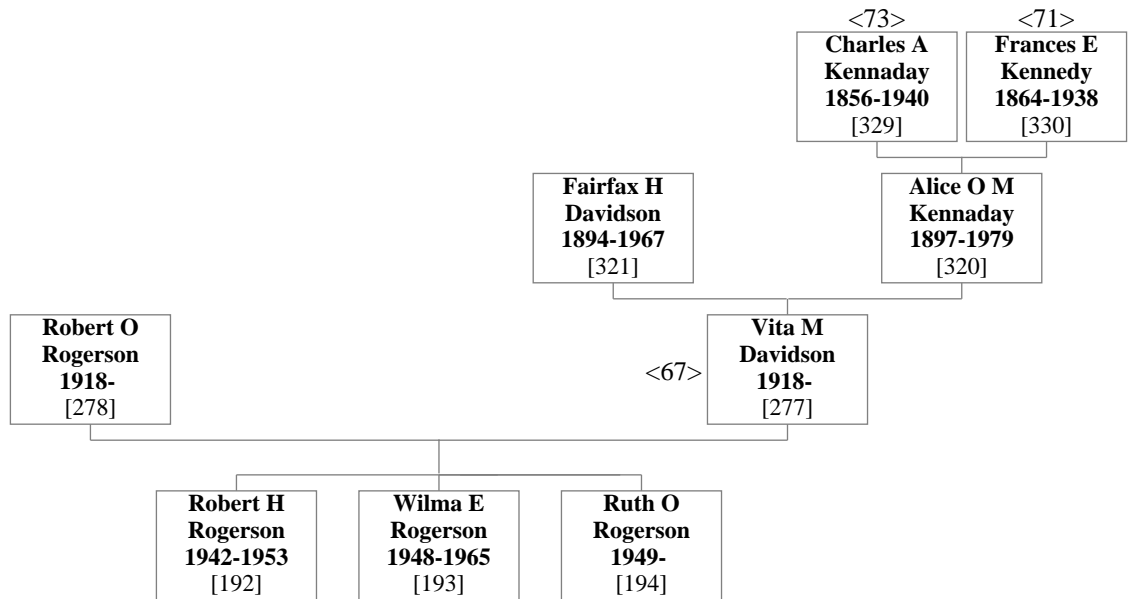 <73>
<71>
Charles A
Kennaday
1856-1940
[329]
Frances E
Kennedy
1864-1938
[330]
Fairfax H
Davidson
1894-1967
[321]
Alice O M
Kennaday
1897-1979
[320]
Robert O
Rogerson
1918-
[278]
<67>
Vita M
Davidson
1918-
[277]
Robert H
Rogerson
1942-1953
[192]
Wilma E
Rogerson
1948-1965
[193]
Ruth O
Rogerson
1949-
[194]